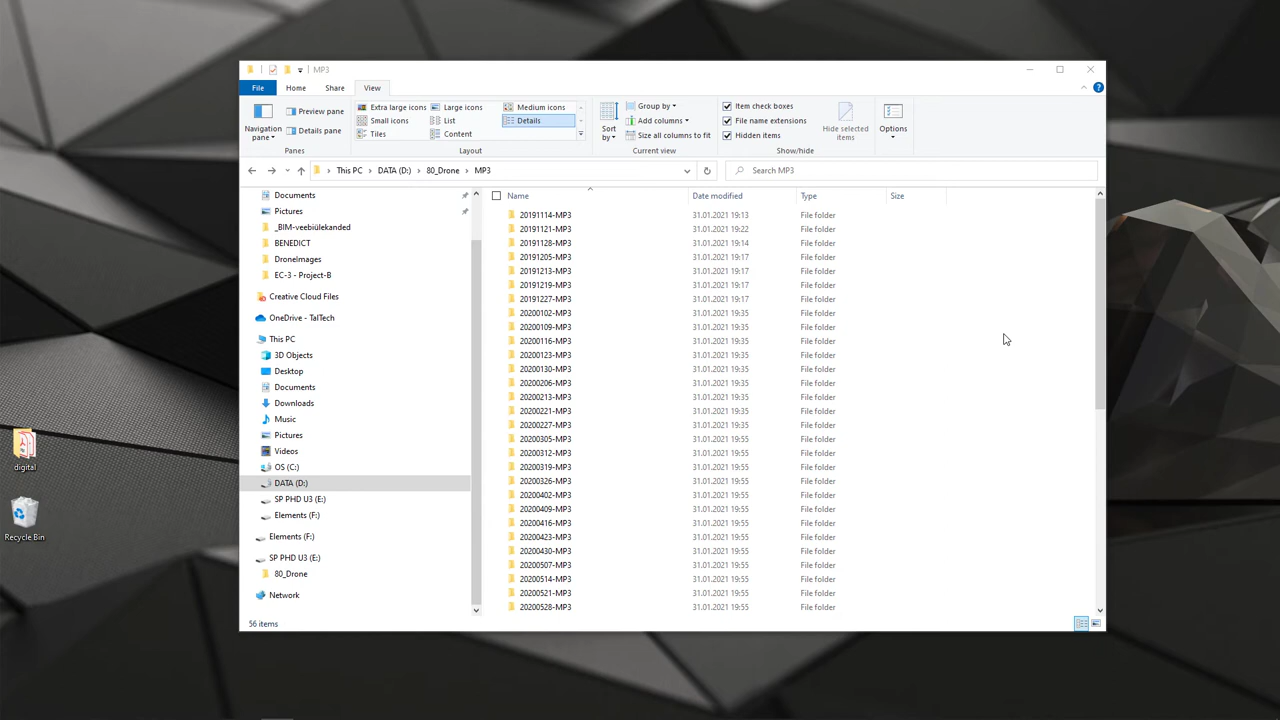 MP3
File Home Share View
Extra large icons Large icons Medium icons
Small icons List Details
Tiles Content
Navigation pane
Preview pane
Details pane
Sort by
Group by
Add columns
Size all columns to fit
Item check boxes
File name extensions
Hidden items
Hide selected items
Options
Panes Layout Current view Show/hide
This PC DATA (D:) 80_Drone MP3
Search MP3
Documents
Pictures
_BIM-veebiülekanded
BENEDICT
DroneImages
EC-3 - Project-B
Creative Cloud Files
OneDrive - TalTech
This PC
3D Objects
Desktop
Documents
Downloads
Music
Pictures
Videos
OS (C:)
DATA (D:)
SP PHD U3 (E:)
Elements (F:)
Elements (F:)
SP PHD U3 (E:)
80_Drone
Network
Name Date modified Type Size
20191114-MP3 31.01.2021 19:13 File folder
20191121-MP3 31.01.2021 19:22 File folder
20191128-MP3 31.01.2021 19:14 File folder
20191205-MP3 31.01.2021 19:17 File folder
20191213-MP3 31.01.2021 19:17 File folder
20191219-MP3 31.01.2021 19:17 File folder
20191227-MP3 31.01.2021 19:17 File folder
20200102-MP3 31.01.2021 19:35 File folder
20200109-MP3 31.01.2021 19:35 File folder
20200116-MP3 31.01.2021 19:35 File folder
20200123-MP3 31.01.2021 19:35 File folder
20200130-MP3 31.01.2021 19:35 File folder
20200206-MP3 31.01.2021 19:35 File folder
20200213-MP3 31.01.2021 19:35 File folder
20200221-MP3 31.01.2021 19:35 File folder
20200227-MP3 31.01.2021 19:35 File folder
20200305-MP3 31.01.2021 19:55 File folder
20200312-MP3 31.01.2021 19:55 File folder
20200319-MP3 31.01.2021 19:55 File folder
20200326-MP3 31.01.2021 19:55 File folder
20200402-MP3 31.01.2021 19:55 File folder
20200409-MP3 31.01.2021 19:55 File folder
20200416-MP3 31.01.2021 19:55 File folder
20200423-MP3 31.01.2021 19:55 File folder
20200430-MP3 31.01.2021 19:55 File folder
20200507-MP3 31.01.2021 19:55 File folder
20200514-MP3 31.01.2021 19:55 File folder
20200521-MP3 31.01.2021 19:55 File folder
20200528-MP3 31.01.2021 19:55 File folder
56 items
digital
Recycle Bin